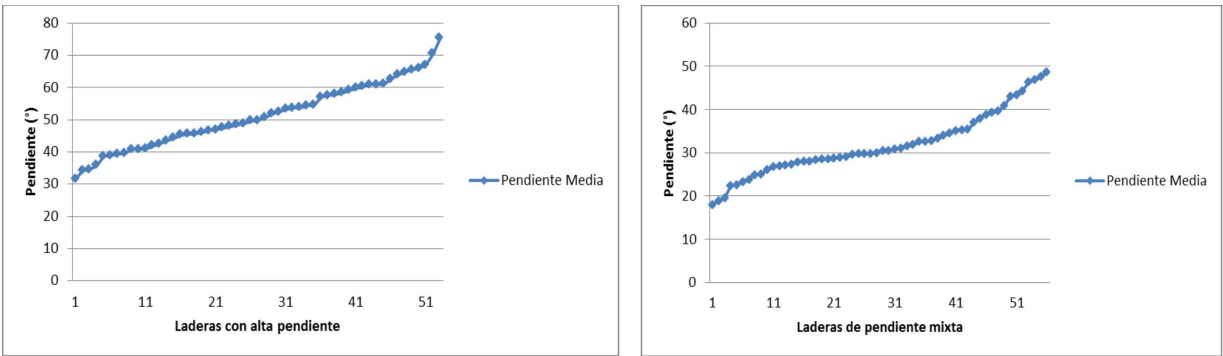 80
70
60
50
40
30
20
10
0
Pendiente (°)
1 11 21 31 41 51
Laderas con alta pendiente
Pendiente Media
60
50
40
30
20
10
0
Pendiente (°)
1 11 21 31 41 51
Laderas de pendiente mixta
Pendiente Media